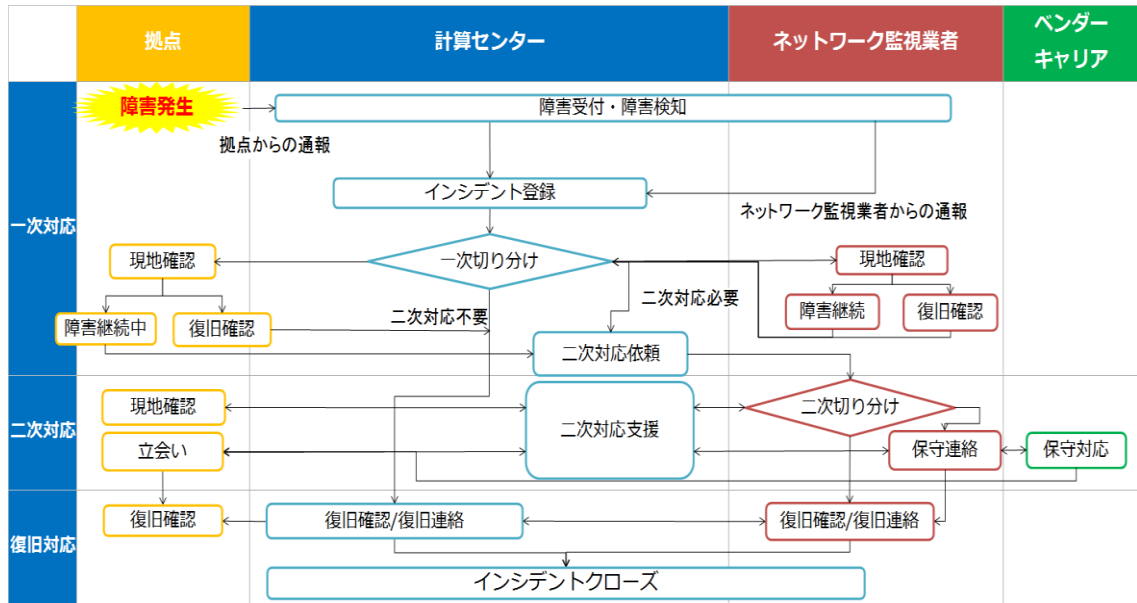 拠点
計算センター
ネットワーク監視業者
ベンダー
キャリア
一次対応
障害発生
障害受付・障害検知
拠点からの通報
インシデント登録
ネットワーク監視業者からの通報
現地確認
一次切り分け
現地確認
二次対応必要
二次対応不要
障害継続中
復旧確認
障害継続
復旧確認
二次対応依頼
二次対応
現地確認
二次対応支援
二次切り分け
立会い
保守連絡
保守対応
復旧対応
復旧確認
復旧確認/復旧連絡
復旧確認/復旧連絡
インシデントクローズ